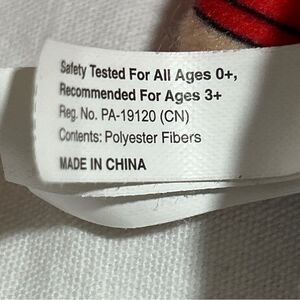 Safety Tested For All Ages 0+,
Recommended For Ages 3+
Reg. No. PA-19120 (CN)
Contents: Polyester Fibers
MADE IN CHINA